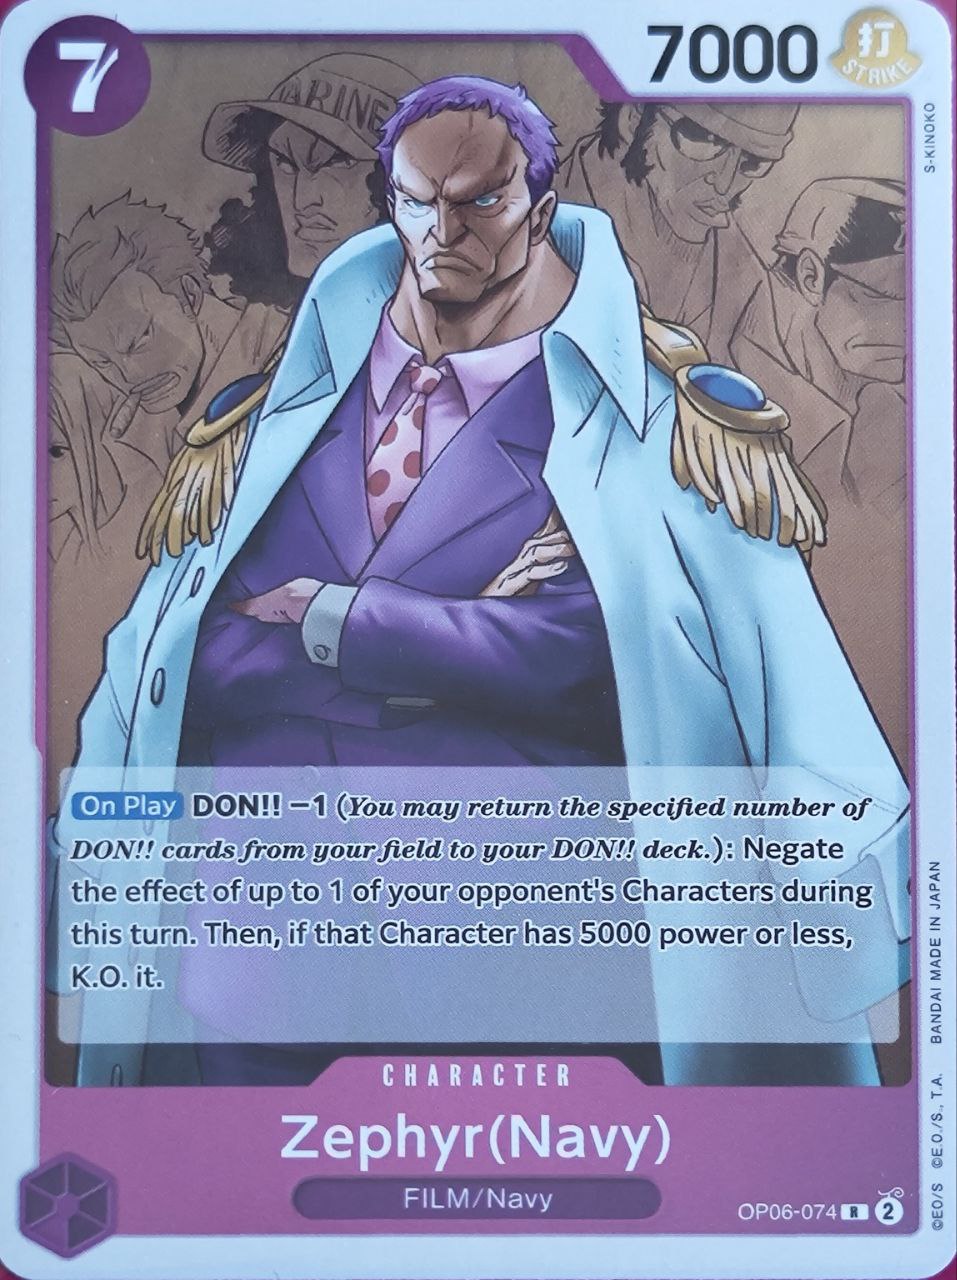 7
7000
打
STRIKE
S-KINOKO
MARINE
On Play DON!! −1 (You may return the specified number of
DON!! cards from your field to your DON!! deck.): Negate
the effect of up to 1 of your opponent's Characters during
this turn. Then, if that Character has 5000 power or less,
K.O. it.
CHARACTER
Zephyr(Navy)
FILM/Navy
OP06-074 R 2
©EO/S ©E.O./S., T.A. BANDAI MADE IN JAPAN